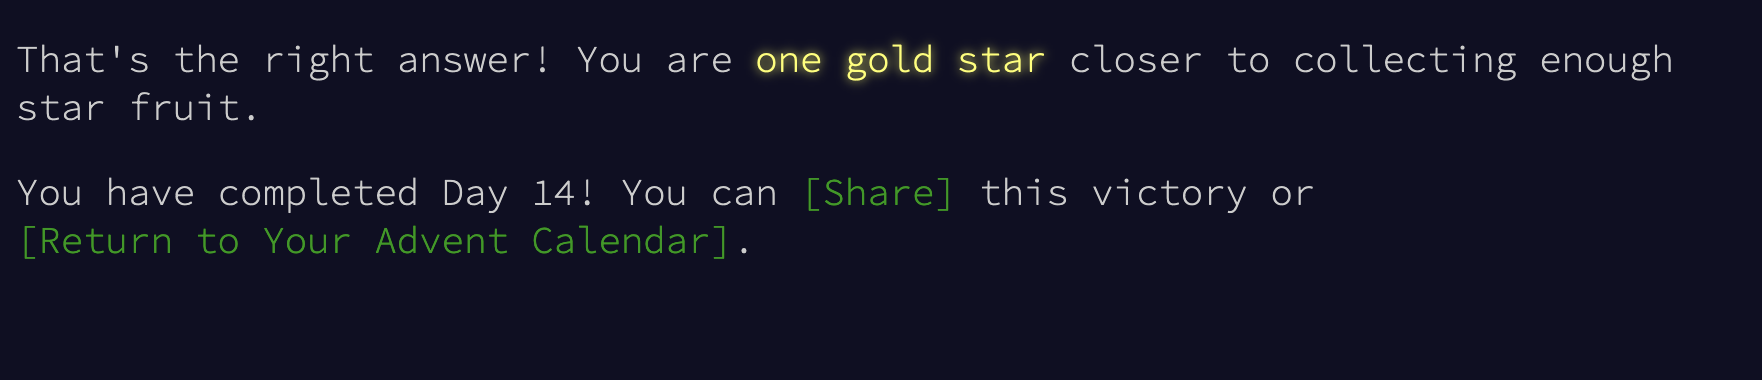 That's the right answer! You are one gold star closer to collecting enough
star fruit.
You have completed Day 14! You can [Share] this victory or
[Return to Your Advent Calendar].